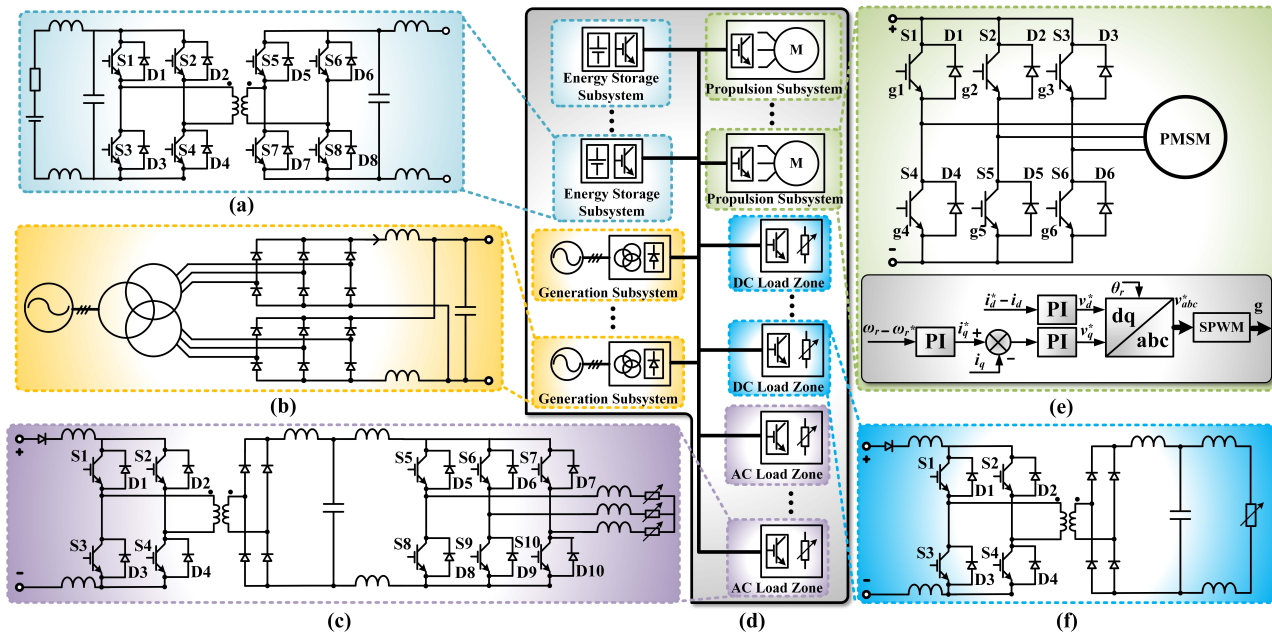 S1
S2
D1
D2
S5
S6
D5
D6
S3
S4
D3
D4
S7
S8
D7
D8
(a)
(b)
S1
S2
D1
D2
S3
S4
D3
D4
S5
S6
S7
D5
D6
D7
S8
S9
S10
D8
D9
D10
+
−
(c)
Energy Storage
Subsystem
Energy Storage
Subsystem
Generation Subsystem
Generation Subsystem
M
Propulsion Subsystem
M
Propulsion Subsystem
DC Load Zone
DC Load Zone
AC Load Zone
AC Load Zone
(d)
+
S1
D1
S2
D2
S3
D3
g1
g2
g3
PMSM
S4
D4
S5
D5
S6
D6
g4
g5
g6
−
i*d − id
PI
v*d
θr
v*abc
g
ωr − ωr*
PI
i*q
+
−
iq
PI
v*q
dq
abc
SPWM
(e)
+
S1
S2
D1
D2
S3
S4
D3
D4
−
(f)